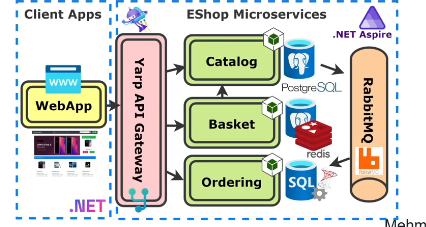 Client Apps
EShop Microservices
.NET Aspire
WWW
WebApp
.NET
Yarp API Gateway
Catalog
Basket
Ordering
PostgreSQL
redis
SQL
RabbitMQ
Mehm